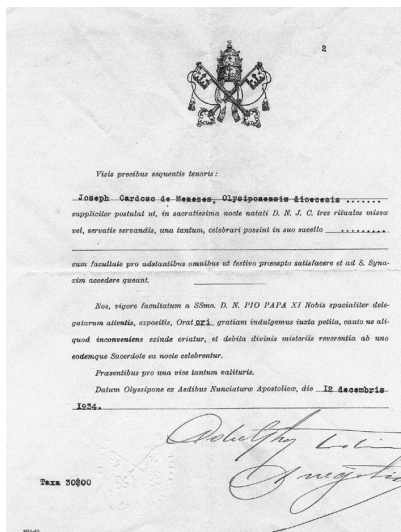 2
Visis precibus sequentis tenoris:
Joseph Cardoso de Menezes, Olysiponensis dioecesis .......
suppliciter postulat ut, in sacratissima nocte natali D. N. J. C. tres rituales missæ
vel, servatis servandis, una tantum, celebrari possint in suo sacello .........
cum facultate pro adstantibus omnibus ut festivo præcepto satisfacere et ad S. Syna-
xim accedere queant.
Nos, vigore facultatum a SSmo. D. N. PIO PAPA XI Nobis specialiter dele-
gatarum attentis, expositis, Orat ori gratiam indulgemus iuxta petita, cauto ne ali-
quod inconveniens exinde oriatur, et debita divinis misteriis reverentia ab uno
eodemque Sacerdote ea nocte celebrentur.
Præsentibus pro una vice tantum valituris.
Datum Olyssipone ex Aedibus Nunciaturæ Apostolicæ, die 12 decembris
1934.
Taxa 30$00